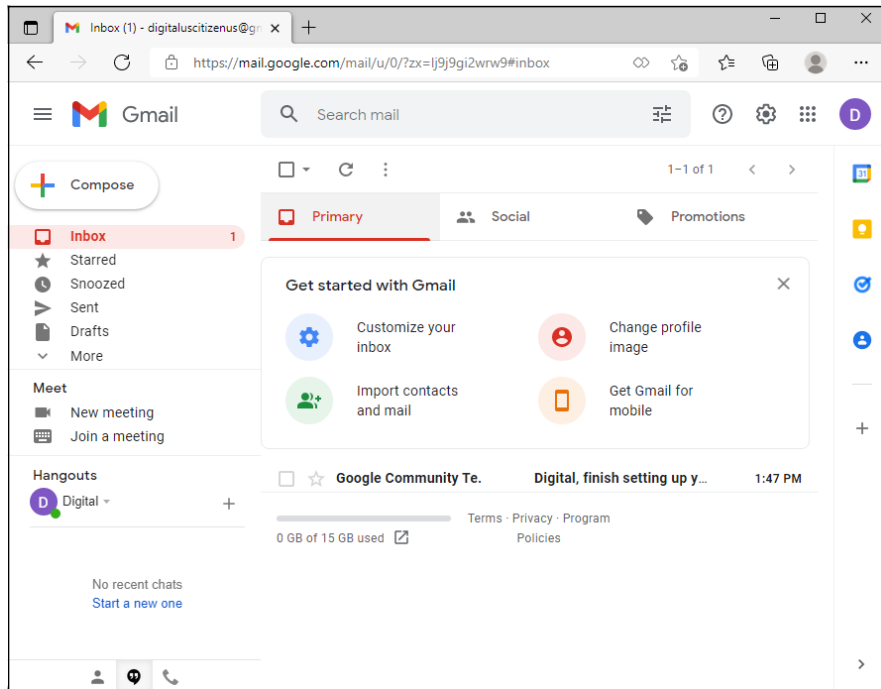 Inbox (1) - digitaluscitizenus@gr
https://mail.google.com/mail/u/0/?zx=lj9j9gi2wrw9#inbox
Gmail
Search mail
D
Compose
1–1 of 1
31
Primary
Social
Promotions
Inbox 1
Starred
Snoozed
Sent
Drafts
More
Get started with Gmail
Customize your
inbox
Change profile
image
Import contacts
and mail
Get Gmail for
mobile
Meet
New meeting
Join a meeting
Google Community Te. Digital, finish setting up y... 1:47 PM
Hangouts
D Digital
0 GB of 15 GB used
Terms · Privacy · Program
Policies
No recent chats
Start a new one